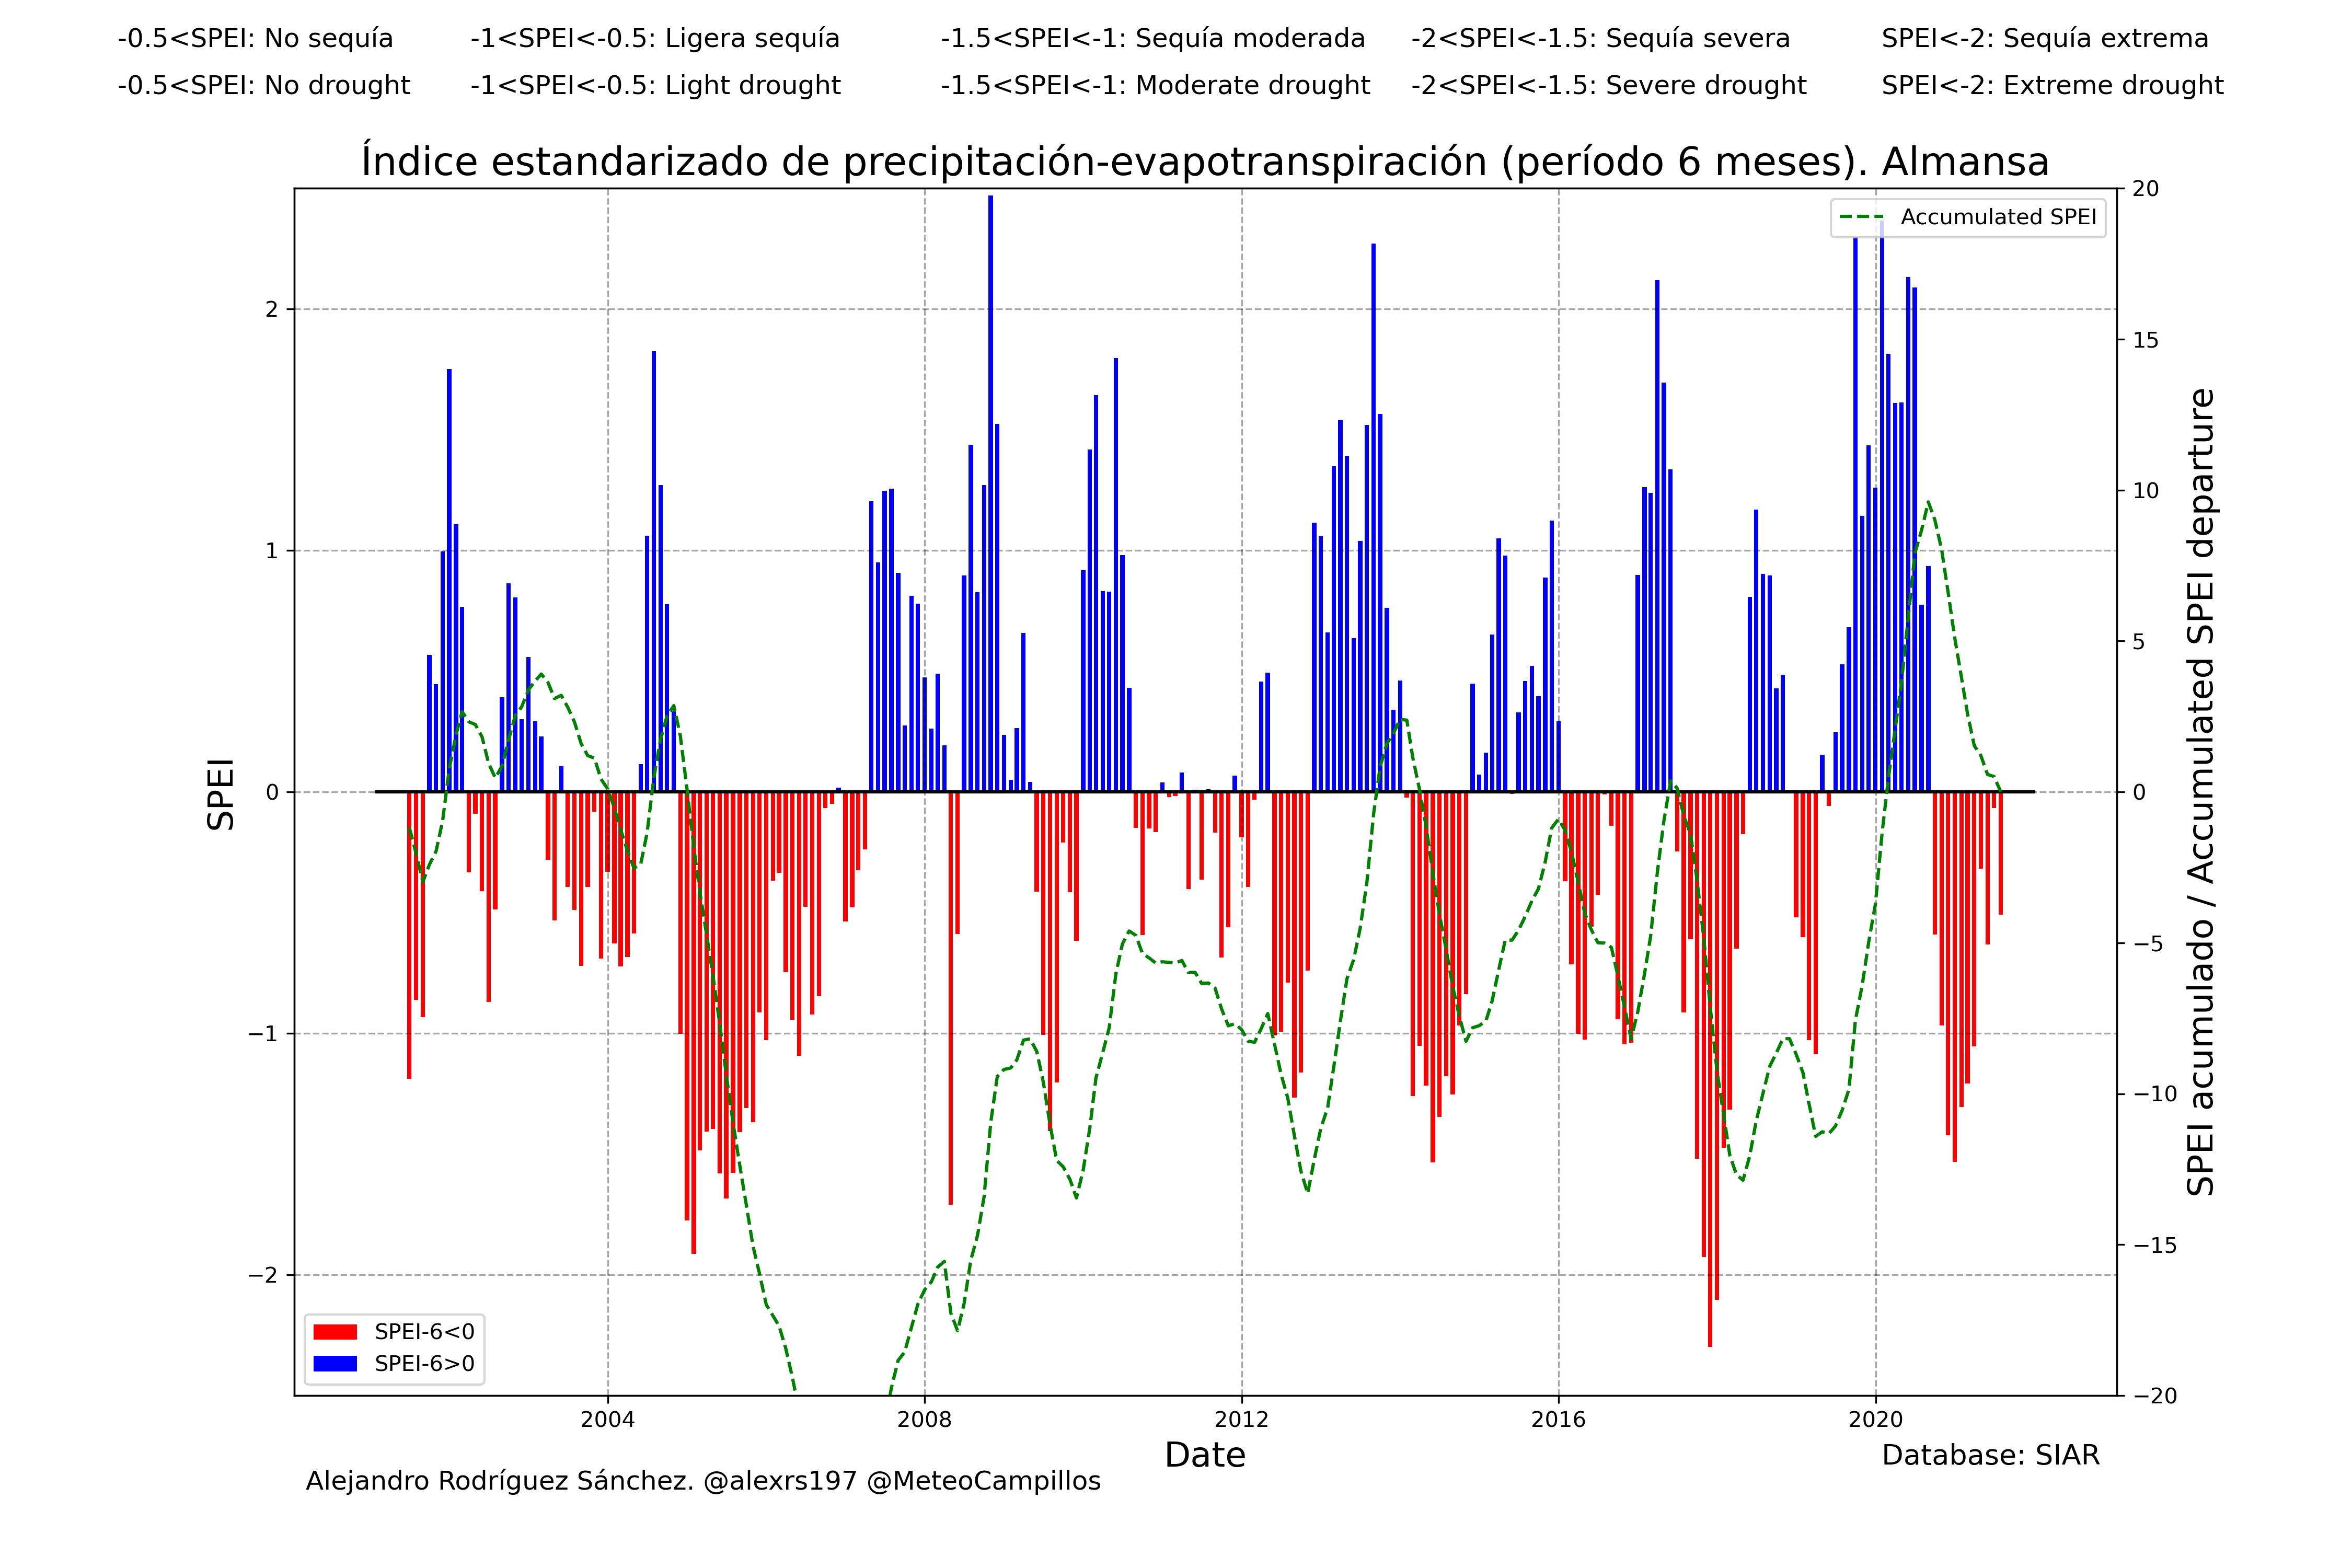 -0.5<SPEI: No sequía -1<SPEI<-0.5: Ligera sequía -1.5<SPEI<-1: Sequía moderada -2<SPEI<-1.5: Sequía severa SPEI<-2: Sequía extrema
-0.5<SPEI: No drought -1<SPEI<-0.5: Light drought -1.5<SPEI<-1: Moderate drought -2<SPEI<-1.5: Severe drought SPEI<-2: Extreme drought
Índice estandarizado de precipitación-evapotranspiración (período 6 meses). Almansa
Accumulated SPEI
SPEI
2
1
0
−1
−2
20
15
10
5
0
−5
−10
−15
−20
SPEI acumulado / Accumulated SPEI departure
SPEI-6<0
SPEI-6>0
2004 2008 2012 2016 2020
Date
Database: SIAR
Alejandro Rodríguez Sánchez. @alexrs197 @MeteoCampillos